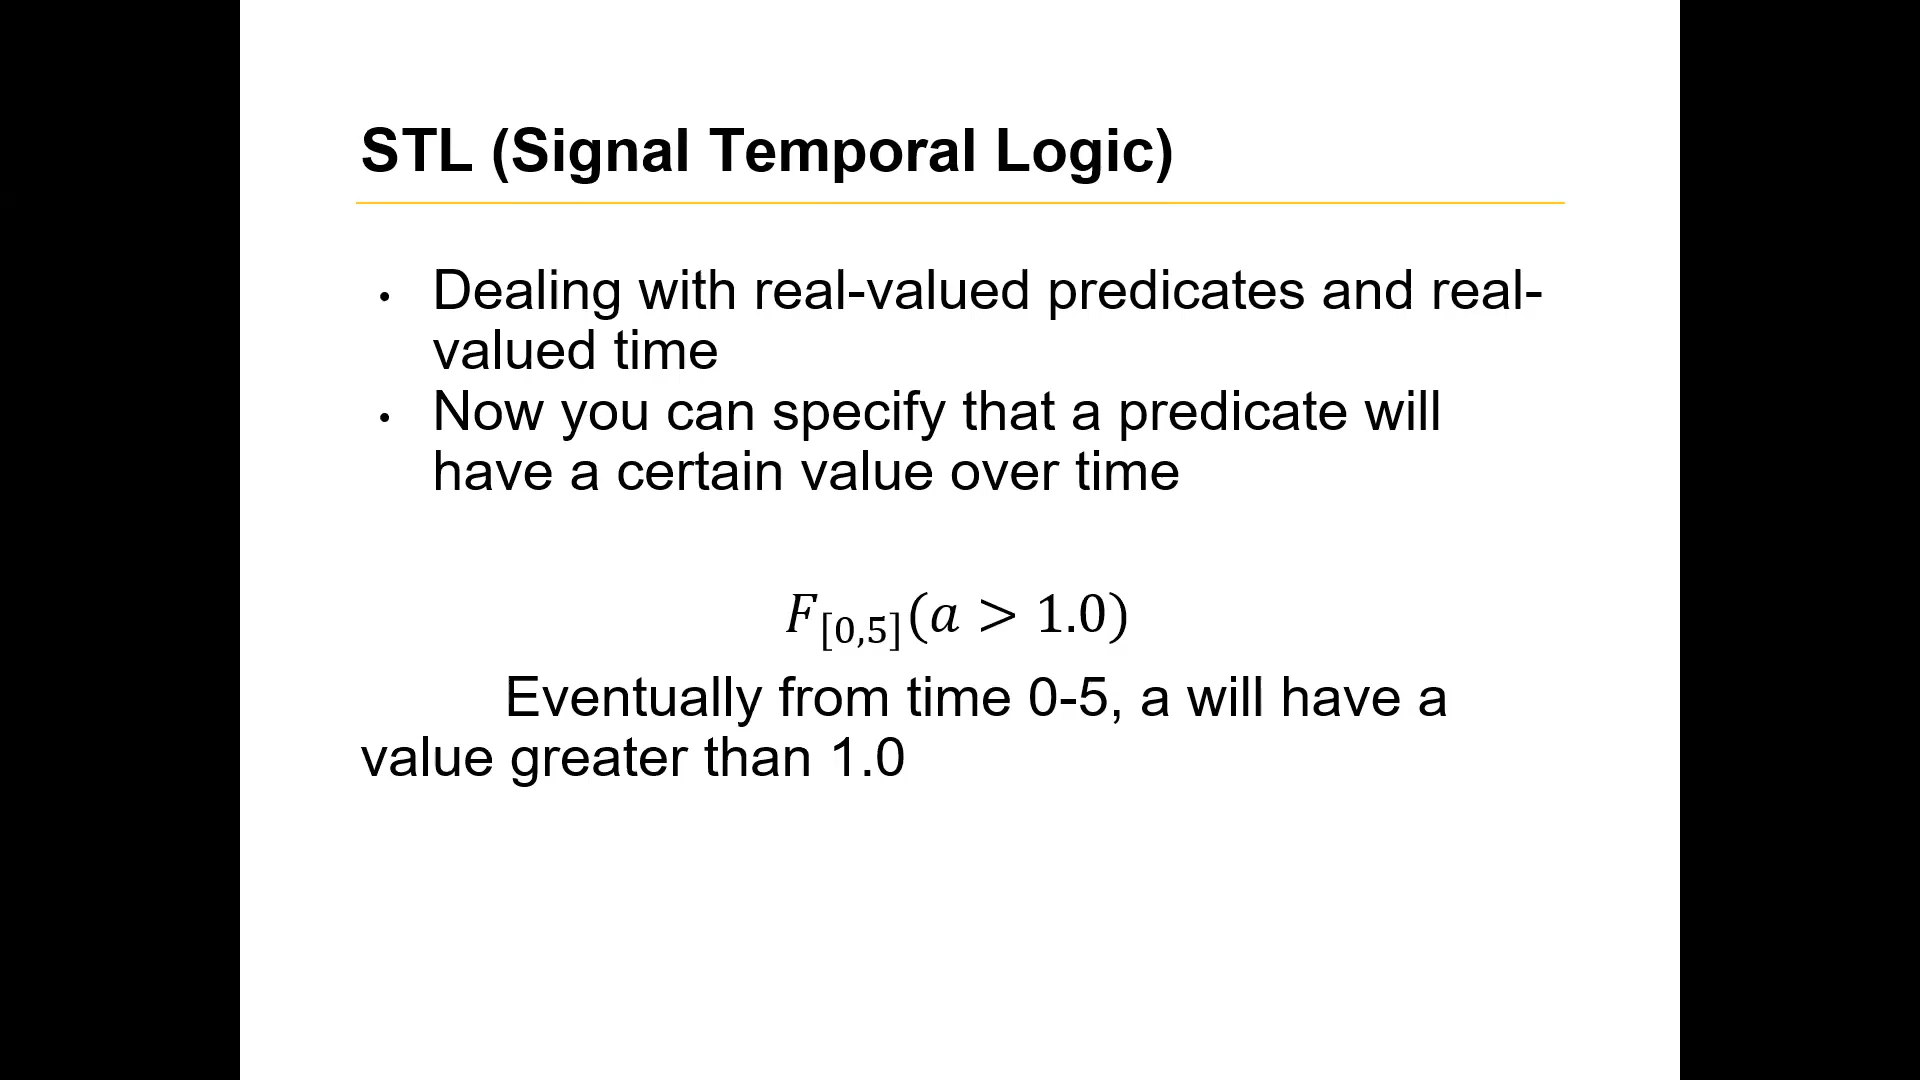 STL (Signal Temporal Logic)
• Dealing with real-valued predicates and real-
valued time
• Now you can specify that a predicate will
have a certain value over time
F[0,5](a > 1.0)
Eventually from time 0-5, a will have a
value greater than 1.0